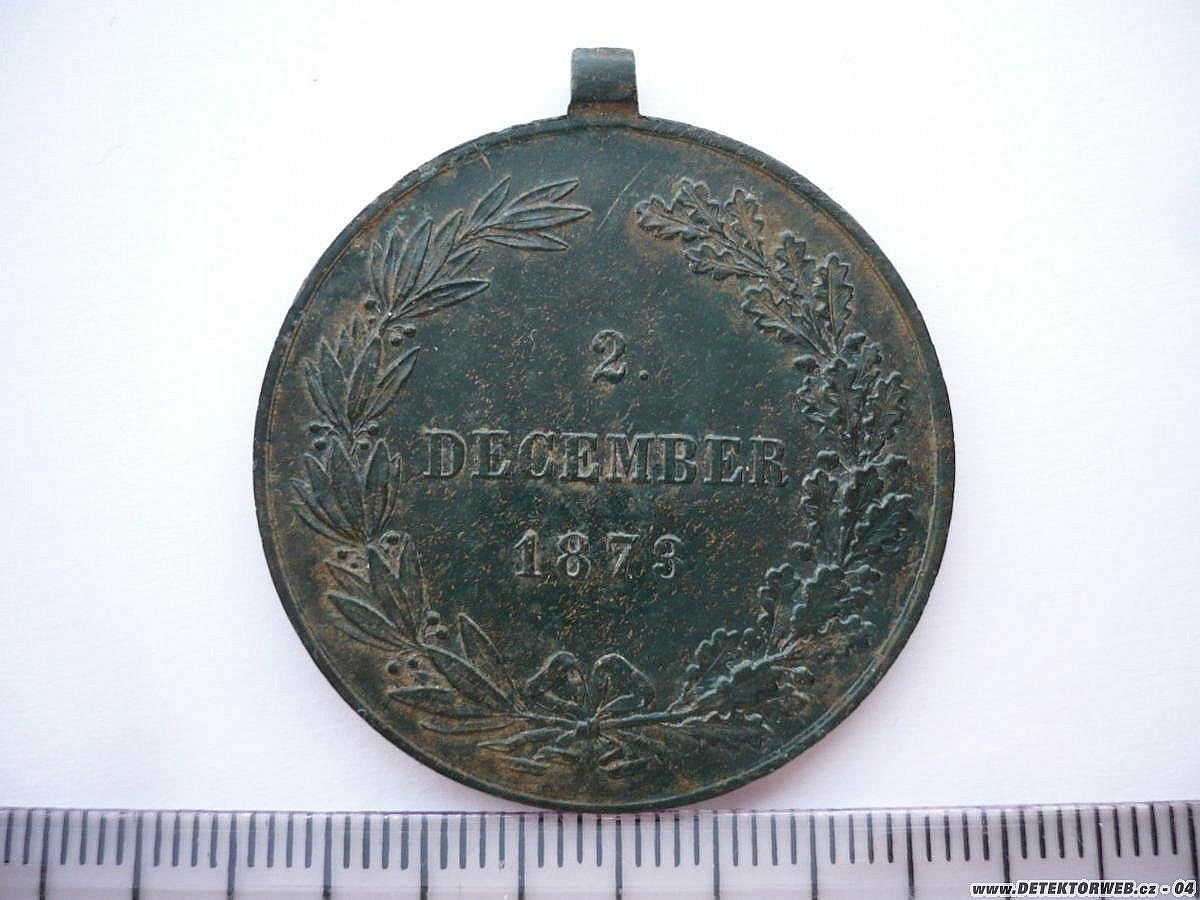 2.
DECEMBER
1873
www.DETEKTORWEB.cz - 04